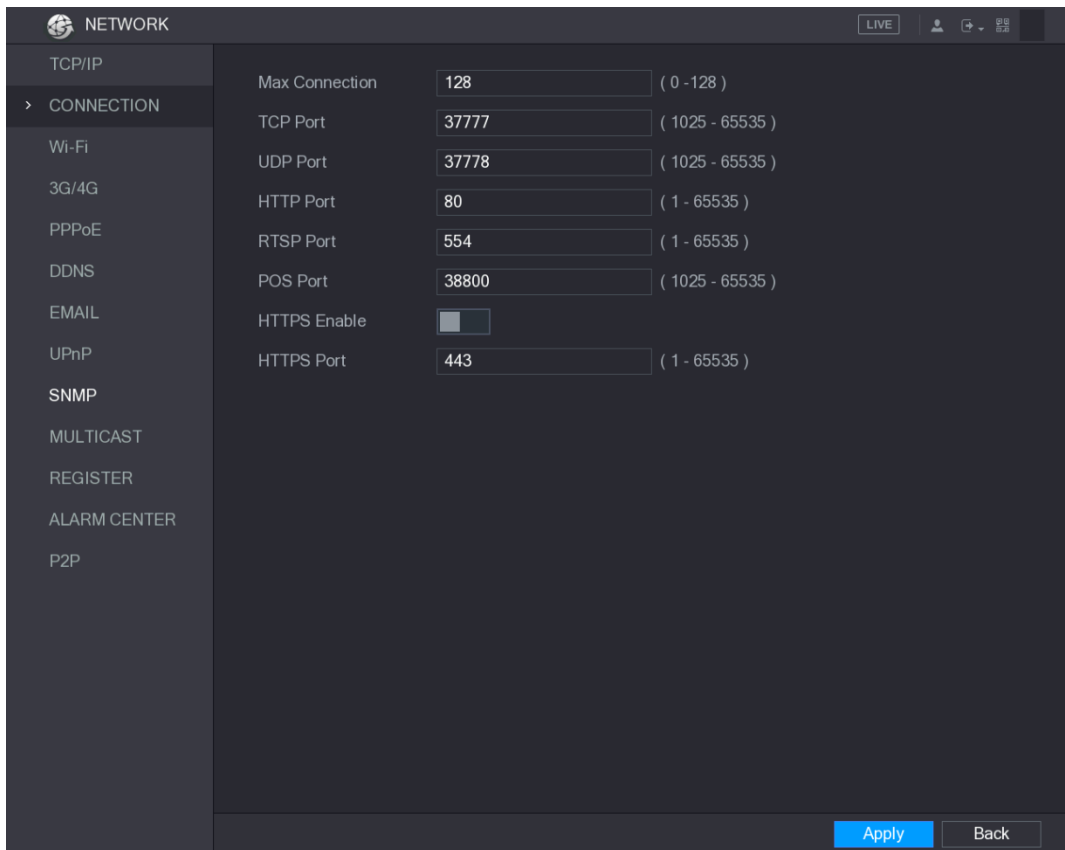 NETWORK
LIVE
TCP/IP
CONNECTION
Wi-Fi
3G/4G
PPPoE
DDNS
EMAIL
UPnP
SNMP
MULTICAST
REGISTER
ALARM CENTER
P2P
Max Connection 128 ( 0 -128 )
TCP Port 37777 ( 1025 - 65535 )
UDP Port 37778 ( 1025 - 65535 )
HTTP Port 80 ( 1 - 65535 )
RTSP Port 554 ( 1 - 65535 )
POS Port 38800 ( 1025 - 65535 )
HTTPS Enable
HTTPS Port 443 ( 1 - 65535 )
Apply Back